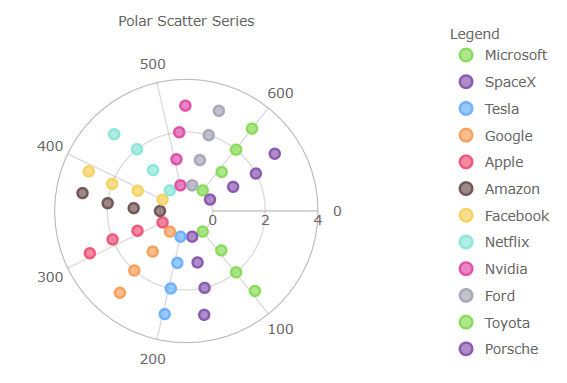 Polar Scatter Series
500
600
400
0
2
4
0
300
100
200
Legend
Microsoft
SpaceX
Tesla
Google
Apple
Amazon
Facebook
Netflix
Nvidia
Ford
Toyota
Porsche